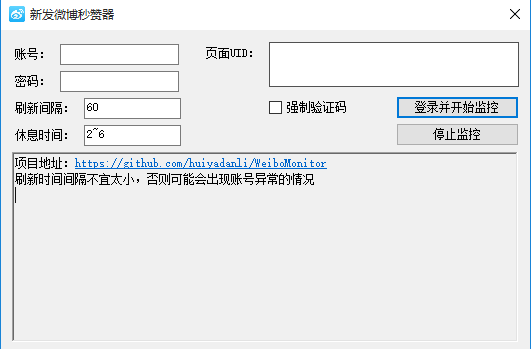 新发微博秒赞器
账号：
页面UID：
密码：
刷新间隔： 60
强制验证码
登录并开始监控
休息时间： 2~6
停止监控
项目地址：https://github.com/huiyadanli/WeiboMonitor
刷新时间间隔不宜太小，否则可能会出现账号异常的情况